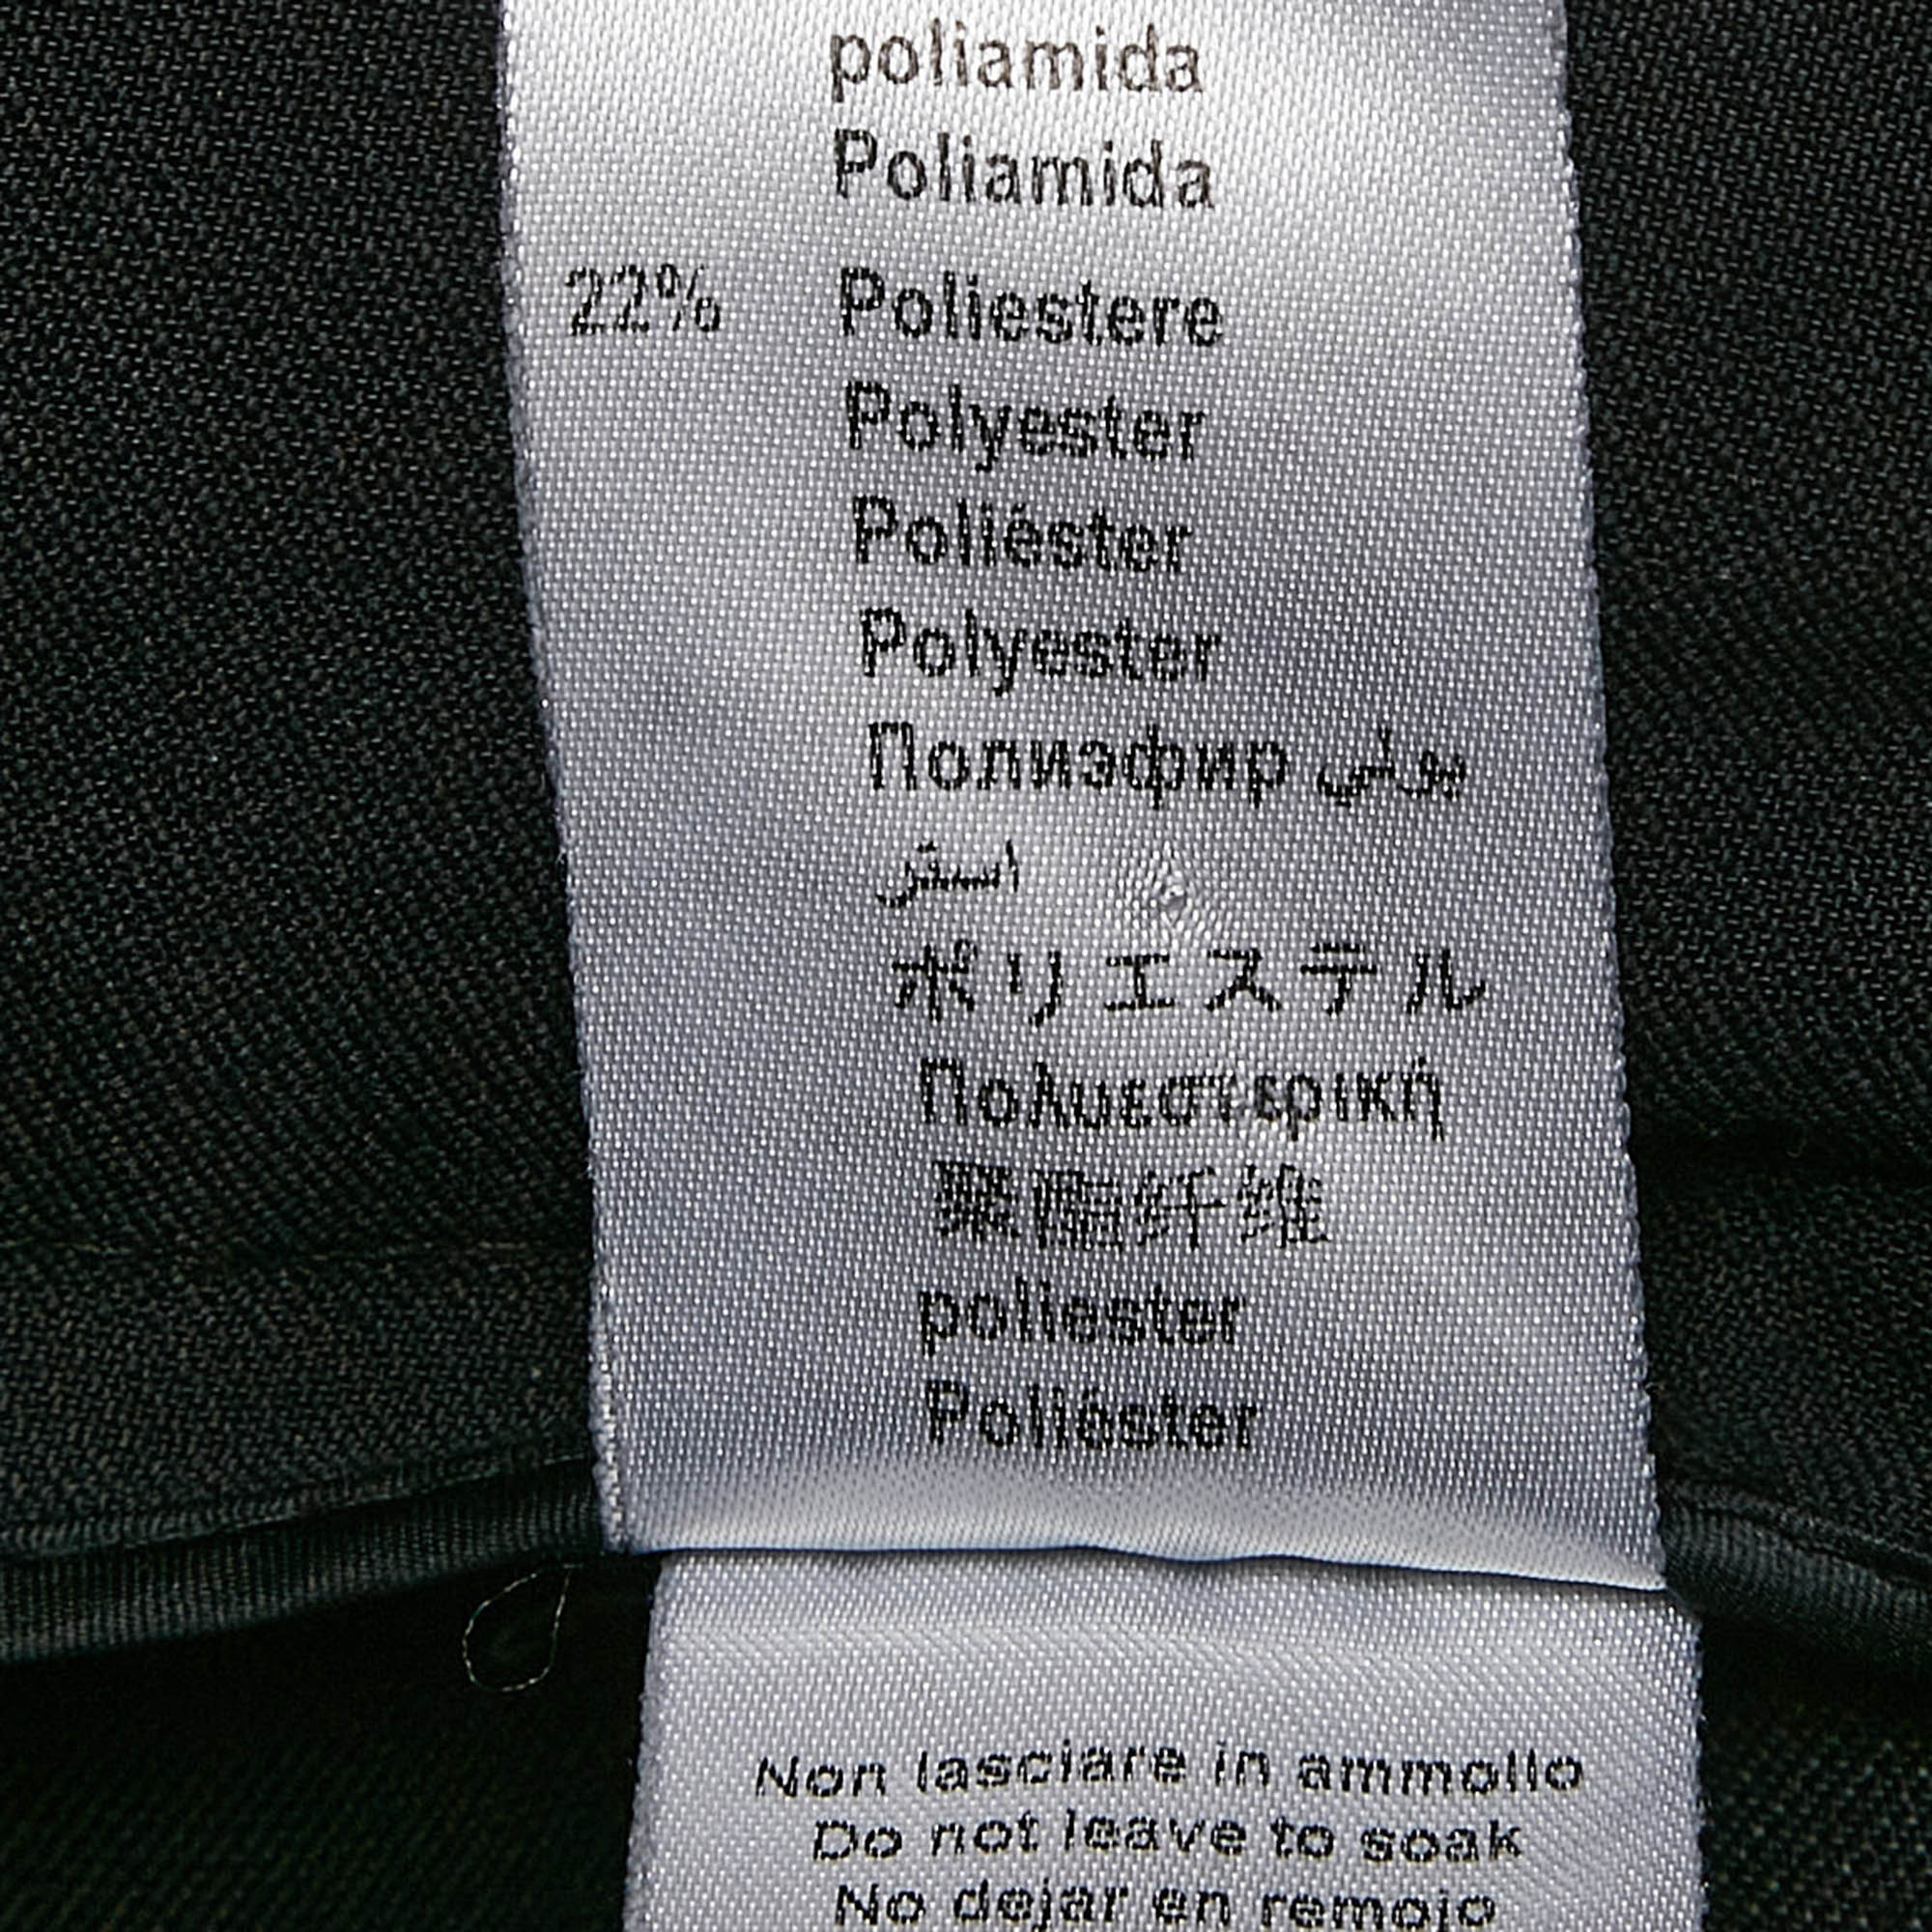 poliamida
Poliamida
22% Poliestere
Polyester
Poliéster
Polyester
Полиэфир بولي
استر
ポリエステル
Πολυεστερική
聚酯纤维
poliester
Poliéster
Non lasciare in ammollo
Do not leave to soak
No dejar en remojo